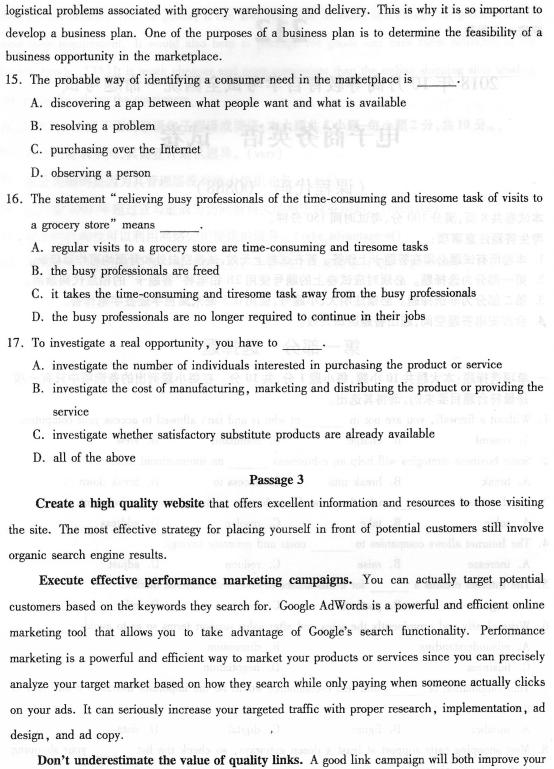 logistical problems associated with grocery warehousing and delivery. This is why it is so important to
develop a business plan. One of the purposes of a business plan is to determine the feasibility of a
business opportunity in the marketplace.
15. The probable way of identifying a consumer need in the marketplace is ______.
A. discovering a gap between what people want and what is available
B. resolving a problem
C. purchasing over the Internet
D. observing a person
16. The statement “relieving busy professionals of the time-consuming and tiresome task of visits to
a grocery store” means ______.
A. regular visits to a grocery store are time-consuming and tiresome tasks
B. the busy professionals are freed
C. it takes the time-consuming and tiresome task away from the busy professionals
D. the busy professionals are no longer required to continue in their jobs
17. To investigate a real opportunity, you have to ______.
A. investigate the number of individuals interested in purchasing the product or service
B. investigate the cost of manufacturing, marketing and distributing the product or providing the
service
C. investigate whether satisfactory substitute products are already available
D. all of the above
Passage 3
Create a high quality website that offers excellent information and resources to those visiting
the site. The most effective strategy for placing yourself in front of potential customers still involve
organic search engine results.
Execute effective performance marketing campaigns. You can actually target potential
customers based on the keywords they search for. Google AdWords is a powerful and efficient online
marketing tool that allows you to take advantage of Google’s search functionality. Performance
marketing is a powerful and efficient way to market your products or services since you can precisely
analyze your target market based on how they search while only paying when someone actually clicks
on your ads. It can seriously increase your targeted traffic with proper research, implementation, ad
design, and ad copy.
Don’t underestimate the value of quality links. A good link campaign will both improve your